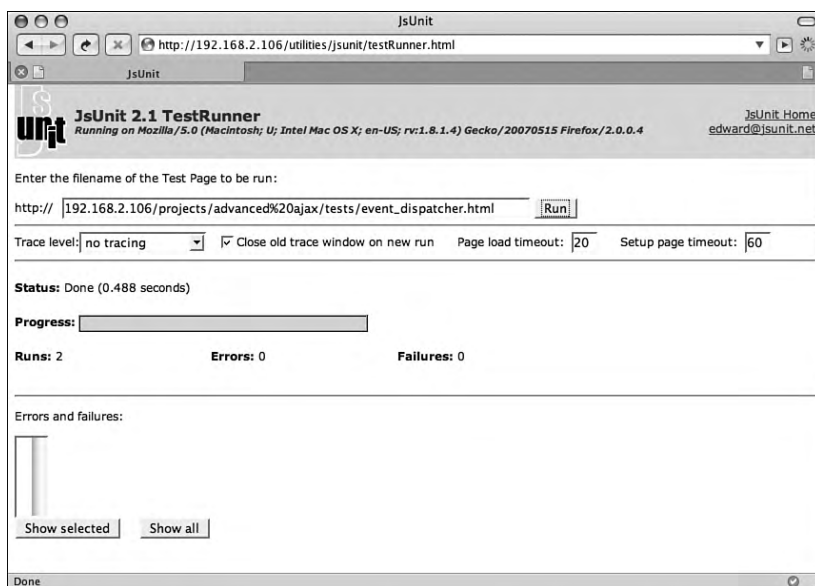 JsUnit
http://192.168.2.106/utilities/jsunit/testRunner.html
JsUnit
JS unit
JsUnit 2.1 TestRunner
JsUnit Home
Running on Mozilla/5.0 (Macintosh; U; Intel Mac OS X; en-US; rv:1.8.1.4) Gecko/20070515 Firefox/2.0.0.4
edward@jsunit.net
Enter the filename of the Test Page to be run:
http:// 192.168.2.106/projects/advanced%20ajax/tests/event_dispatcher.html Run
Trace level: no tracing Close old trace window on new run Page load timeout: 20 Setup page timeout: 60
Status: Done (0.488 seconds)
Progress:
Runs: 2 Errors: 0 Failures: 0
Errors and failures:
Show selected Show all
Done